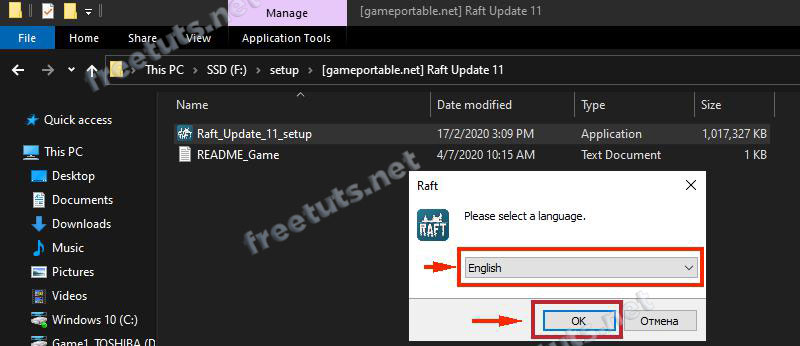 Manage
[gameportable.net] Raft Update 11
File
Home
Share
View
Application Tools
This PC > SSD (F:) > setup > [gameportable.net] Raft Update 11
Name
Date modified
Type
Size
Quick access
Raft_Update_11_setup
17/2/2020 3:09 PM
Application
1,017,327 KB
README_Game
4/7/2020 10:15 AM
Text Document
1 KB
This PC
Desktop
Documents
Downloads
Music
Pictures
Videos
Windows 10 (C:)
Game1_TOSHIBA (D
Raft
RAFT
Please select a language.
English
OK
Отмена
freetuts.net
freetuts.net
freetuts.net